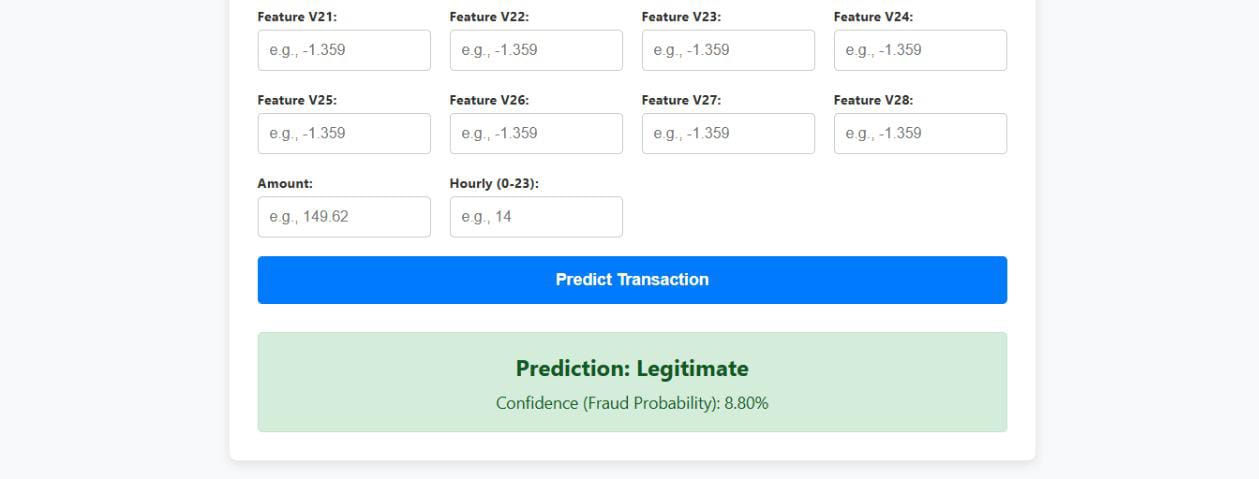 Feature V21: Feature V22: Feature V23: Feature V24:
e.g., -1.359 e.g., -1.359 e.g., -1.359 e.g., -1.359
Feature V25: Feature V26: Feature V27: Feature V28:
e.g., -1.359 e.g., -1.359 e.g., -1.359 e.g., -1.359
Amount: Hourly (0-23):
e.g., 149.62 e.g., 14
Predict Transaction
Prediction: Legitimate
Confidence (Fraud Probability): 8.80%